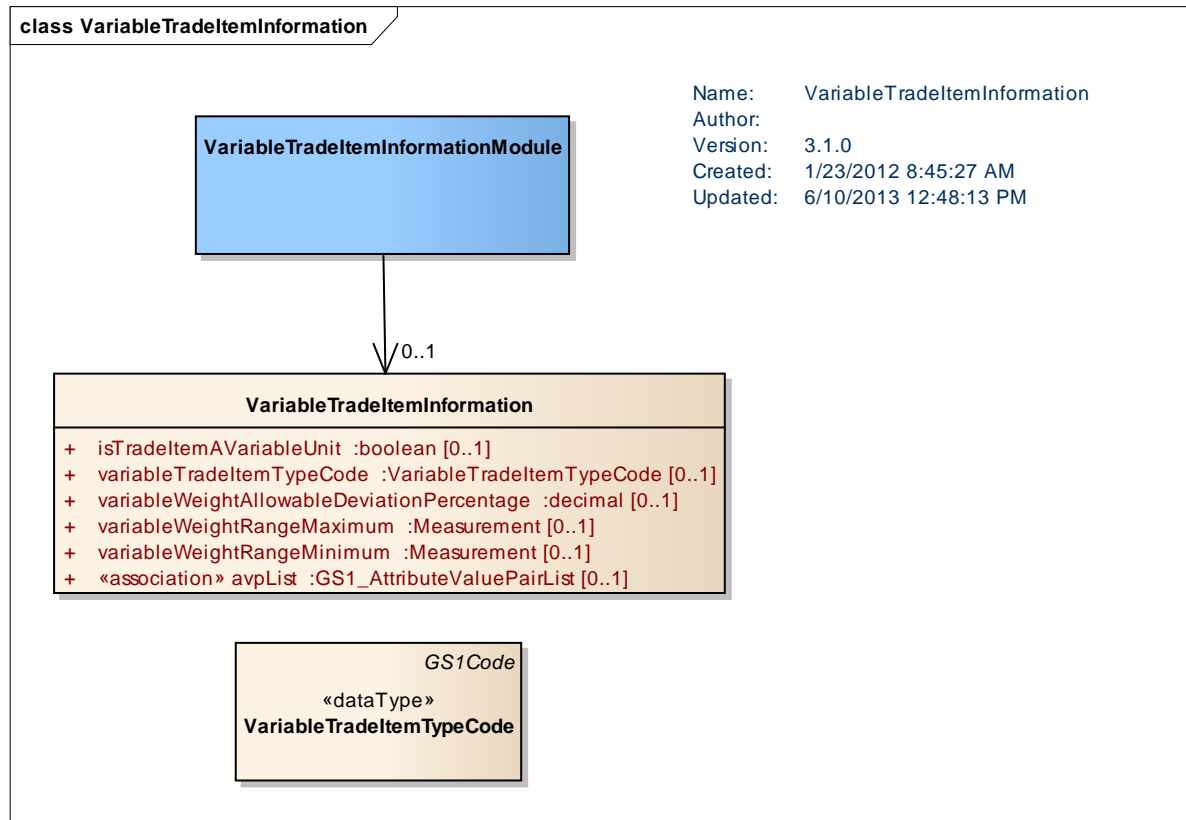 class VariableTradeItemInformation
Name: VariableTradeItemInformation
Author:
Version: 3.1.0
Created: 1/23/2012 8:45:27 AM
Updated: 6/10/2013 12:48:13 PM
VariableTradeItemInformationModule
0..1
VariableTradeItemInformation
+ isTradeItemAVariableUnit :boolean [0..1]
+ variableTradeItemTypeCode :VariableTradeItemTypeCode [0..1]
+ variableWeightAllowableDeviationPercentage :decimal [0..1]
+ variableWeightRangeMaximum :Measurement [0..1]
+ variableWeightRangeMinimum :Measurement [0..1]
+ «association» avpList :GS1_AttributeValuePairList [0..1]
GS1Code
«dataType»
VariableTradeItemTypeCode